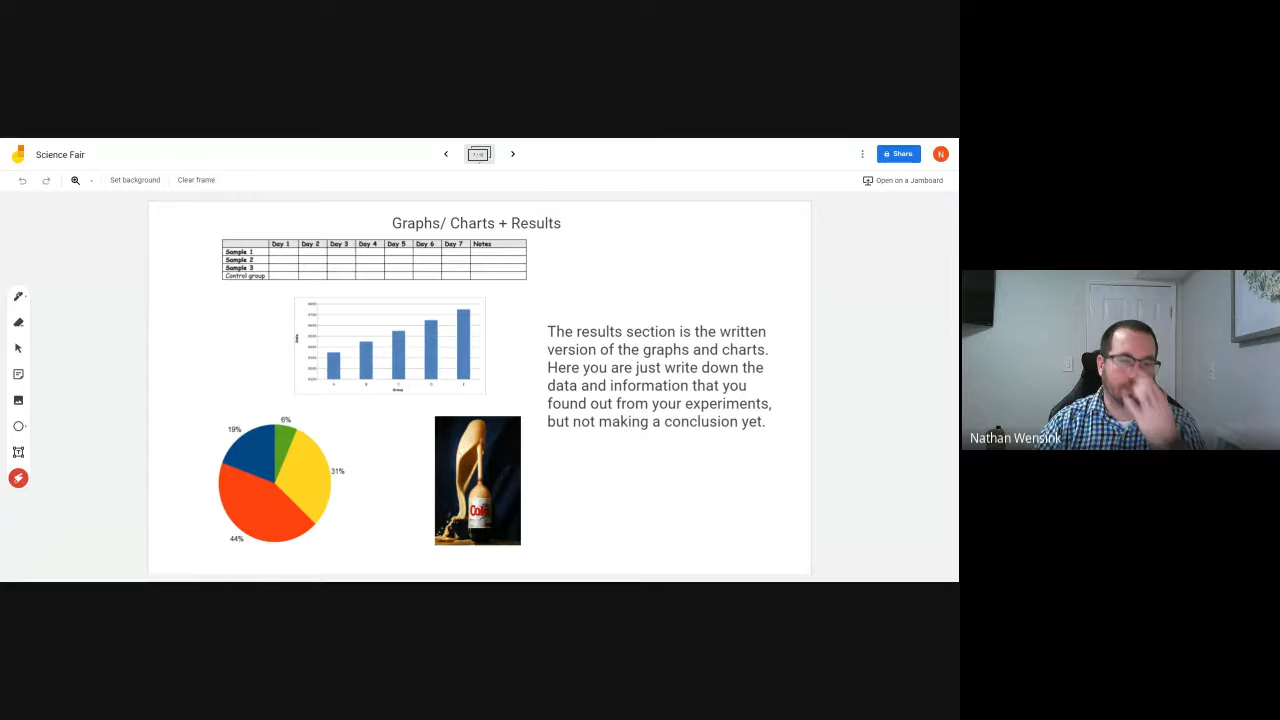 Science Fair
Share
N
Set background
Clear frame
Open on a Jamboard
Graphs/ Charts + Results
Day 1 Day 2 Day 3 Day 4 Day 5 Day 6 Day 7 Notes
Sample 1
Sample 2
Sample 3
Control group
The results section is the written
version of the graphs and charts.
Here you are just write down the
data and information that you
found out from your experiments,
but not making a conclusion yet.
6%
19%
31%
44%
Nathan Wensink